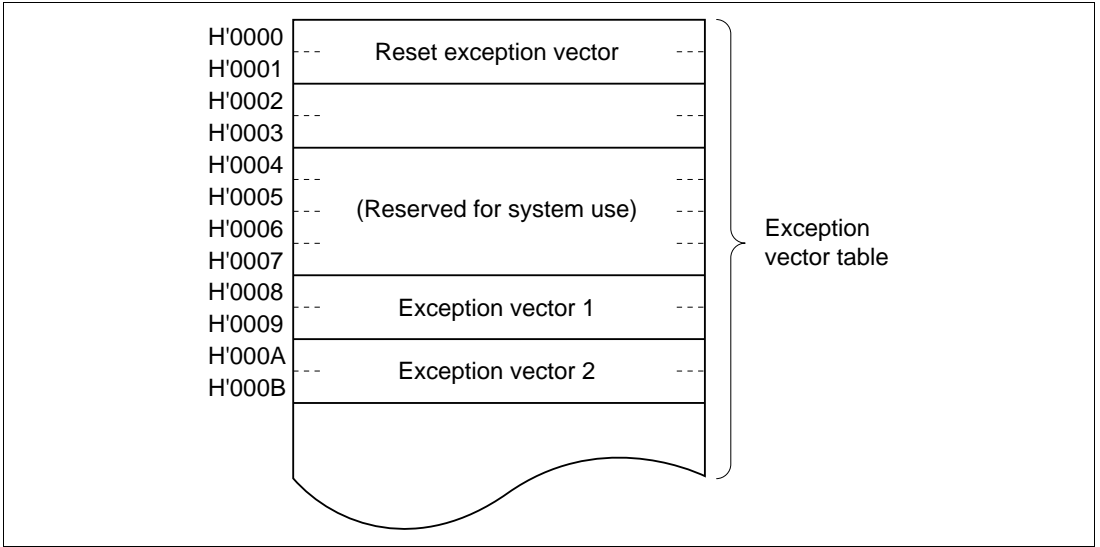 H'0000
H'0001
Reset exception vector
H'0002
H'0003
H'0004
H'0005
H'0006
H'0007
(Reserved for system use)
H'0008
H'0009
Exception vector 1
H'000A
H'000B
Exception vector 2
Exception
vector table